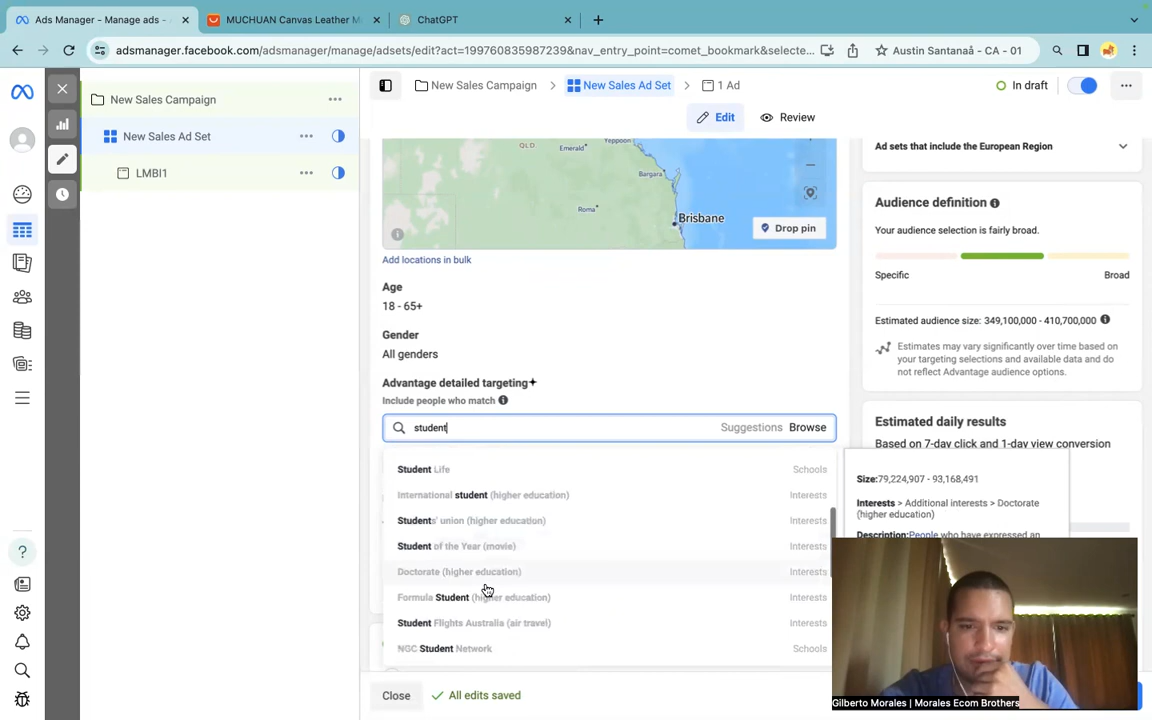 Ads Manager - Manage ads -
MUCHUAN Canvas Leather M
ChatGPT
adsmanager.facebook.com/adsmanager/manage/adsets/edit?act=199760835987239&nav_entry_point=comet_bookmark&selecte...
Austin Santanaå - CA - 01
New Sales Campaign
New Sales Ad Set
LMBI1
New Sales Campaign
New Sales Ad Set
1 Ad
In draft
Edit
Review
QLD
Emerald
Yeppoon
Bargara
Roma
Brisbane
Drop pin
Add locations in bulk
Age
18 - 65+
Gender
All genders
Advantage detailed targeting+
Include people who match
student
Suggestions
Browse
Student Life
Schools
International student (higher education)
Interests
Students' union (higher education)
Interests
Student of the Year (movie)
Interests
Doctorate (higher education)
Interests
Formula Student (higher education)
Interests
Student Flights Australia (air travel)
Interests
NGC Student Network
Schools
Close
All edits saved
Ad sets that include the European Region
Audience definition
Your audience selection is fairly broad.
Specific
Broad
Estimated audience size: 349,100,000 - 410,700,000
Estimates may vary significantly over time based on
your targeting selections and available data and do
not reflect Advantage audience options.
Estimated daily results
Based on 7-day click and 1-day view conversion
Size:79,224,907 - 93,168,491
Interests > Additional interests > Doctorate
(higher education)
Description:People who have expressed an
Gilberto Morales | Morales Ecom Brothers